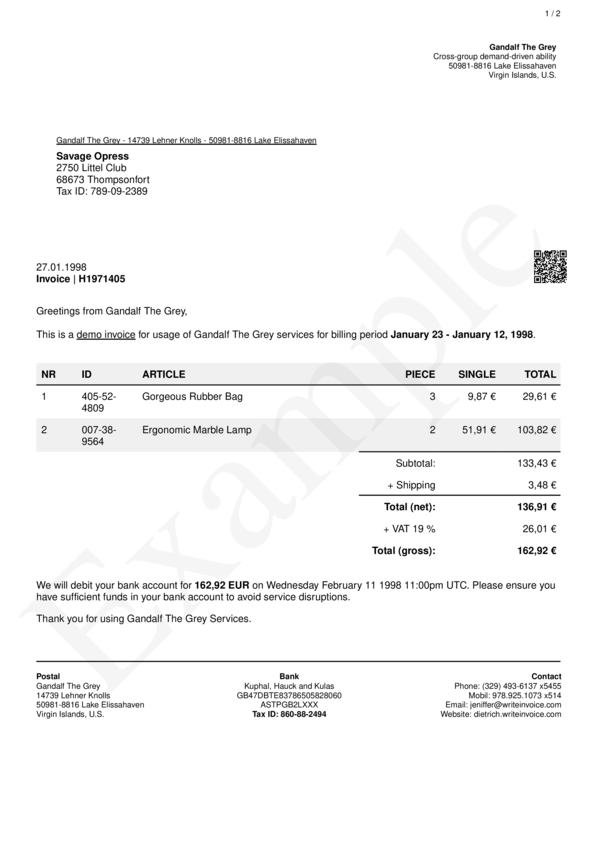 1 / 2
Gandalf The Grey
Cross-group demand-driven ability
50981-8816 Lake Elissahaven
Virgin Islands, U.S.
Gandalf The Grey - 14739 Lehner Knolls - 50981-8816 Lake Elissahaven
Savage Opress
2750 Littel Club
68673 Thompsonfort
Tax ID: 789-09-2389
27.01.1998
Invoice | H1971405
Greetings from Gandalf The Grey,
This is a demo invoice for usage of Gandalf The Grey services for billing period January 23 - January 12, 1998.
NR ID ARTICLE PIECE SINGLE TOTAL
1 405-52- Gorgeous Rubber Bag 3 9,87 € 29,61 €
4809
2 007-38- Ergonomic Marble Lamp 2 51,91 € 103,82 €
9564
Subtotal: 133,43 €
+ Shipping 3,48 €
Total (net): 136,91 €
+ VAT 19 % 26,01 €
Total (gross): 162,92 €
We will debit your bank account for 162,92 EUR on Wednesday February 11 1998 11:00pm UTC. Please ensure you
have sufficient funds in your bank account to avoid service disruptions.
Thank you for using Gandalf The Grey Services.
Example
Postal Bank Contact
Gandalf The Grey Kuphal, Hauck and Kulas Phone: (329) 493-6137 x5455
14739 Lehner Knolls GB47DBTE83786505828060 Mobil: 978.925.1073 x514
50981-8816 Lake Elissahaven ASTPGB2LXXX Email: jeniffer@writeinvoice.com
Virgin Islands, U.S. Tax ID: 860-88-2494 Website: dietrich.writeinvoice.com